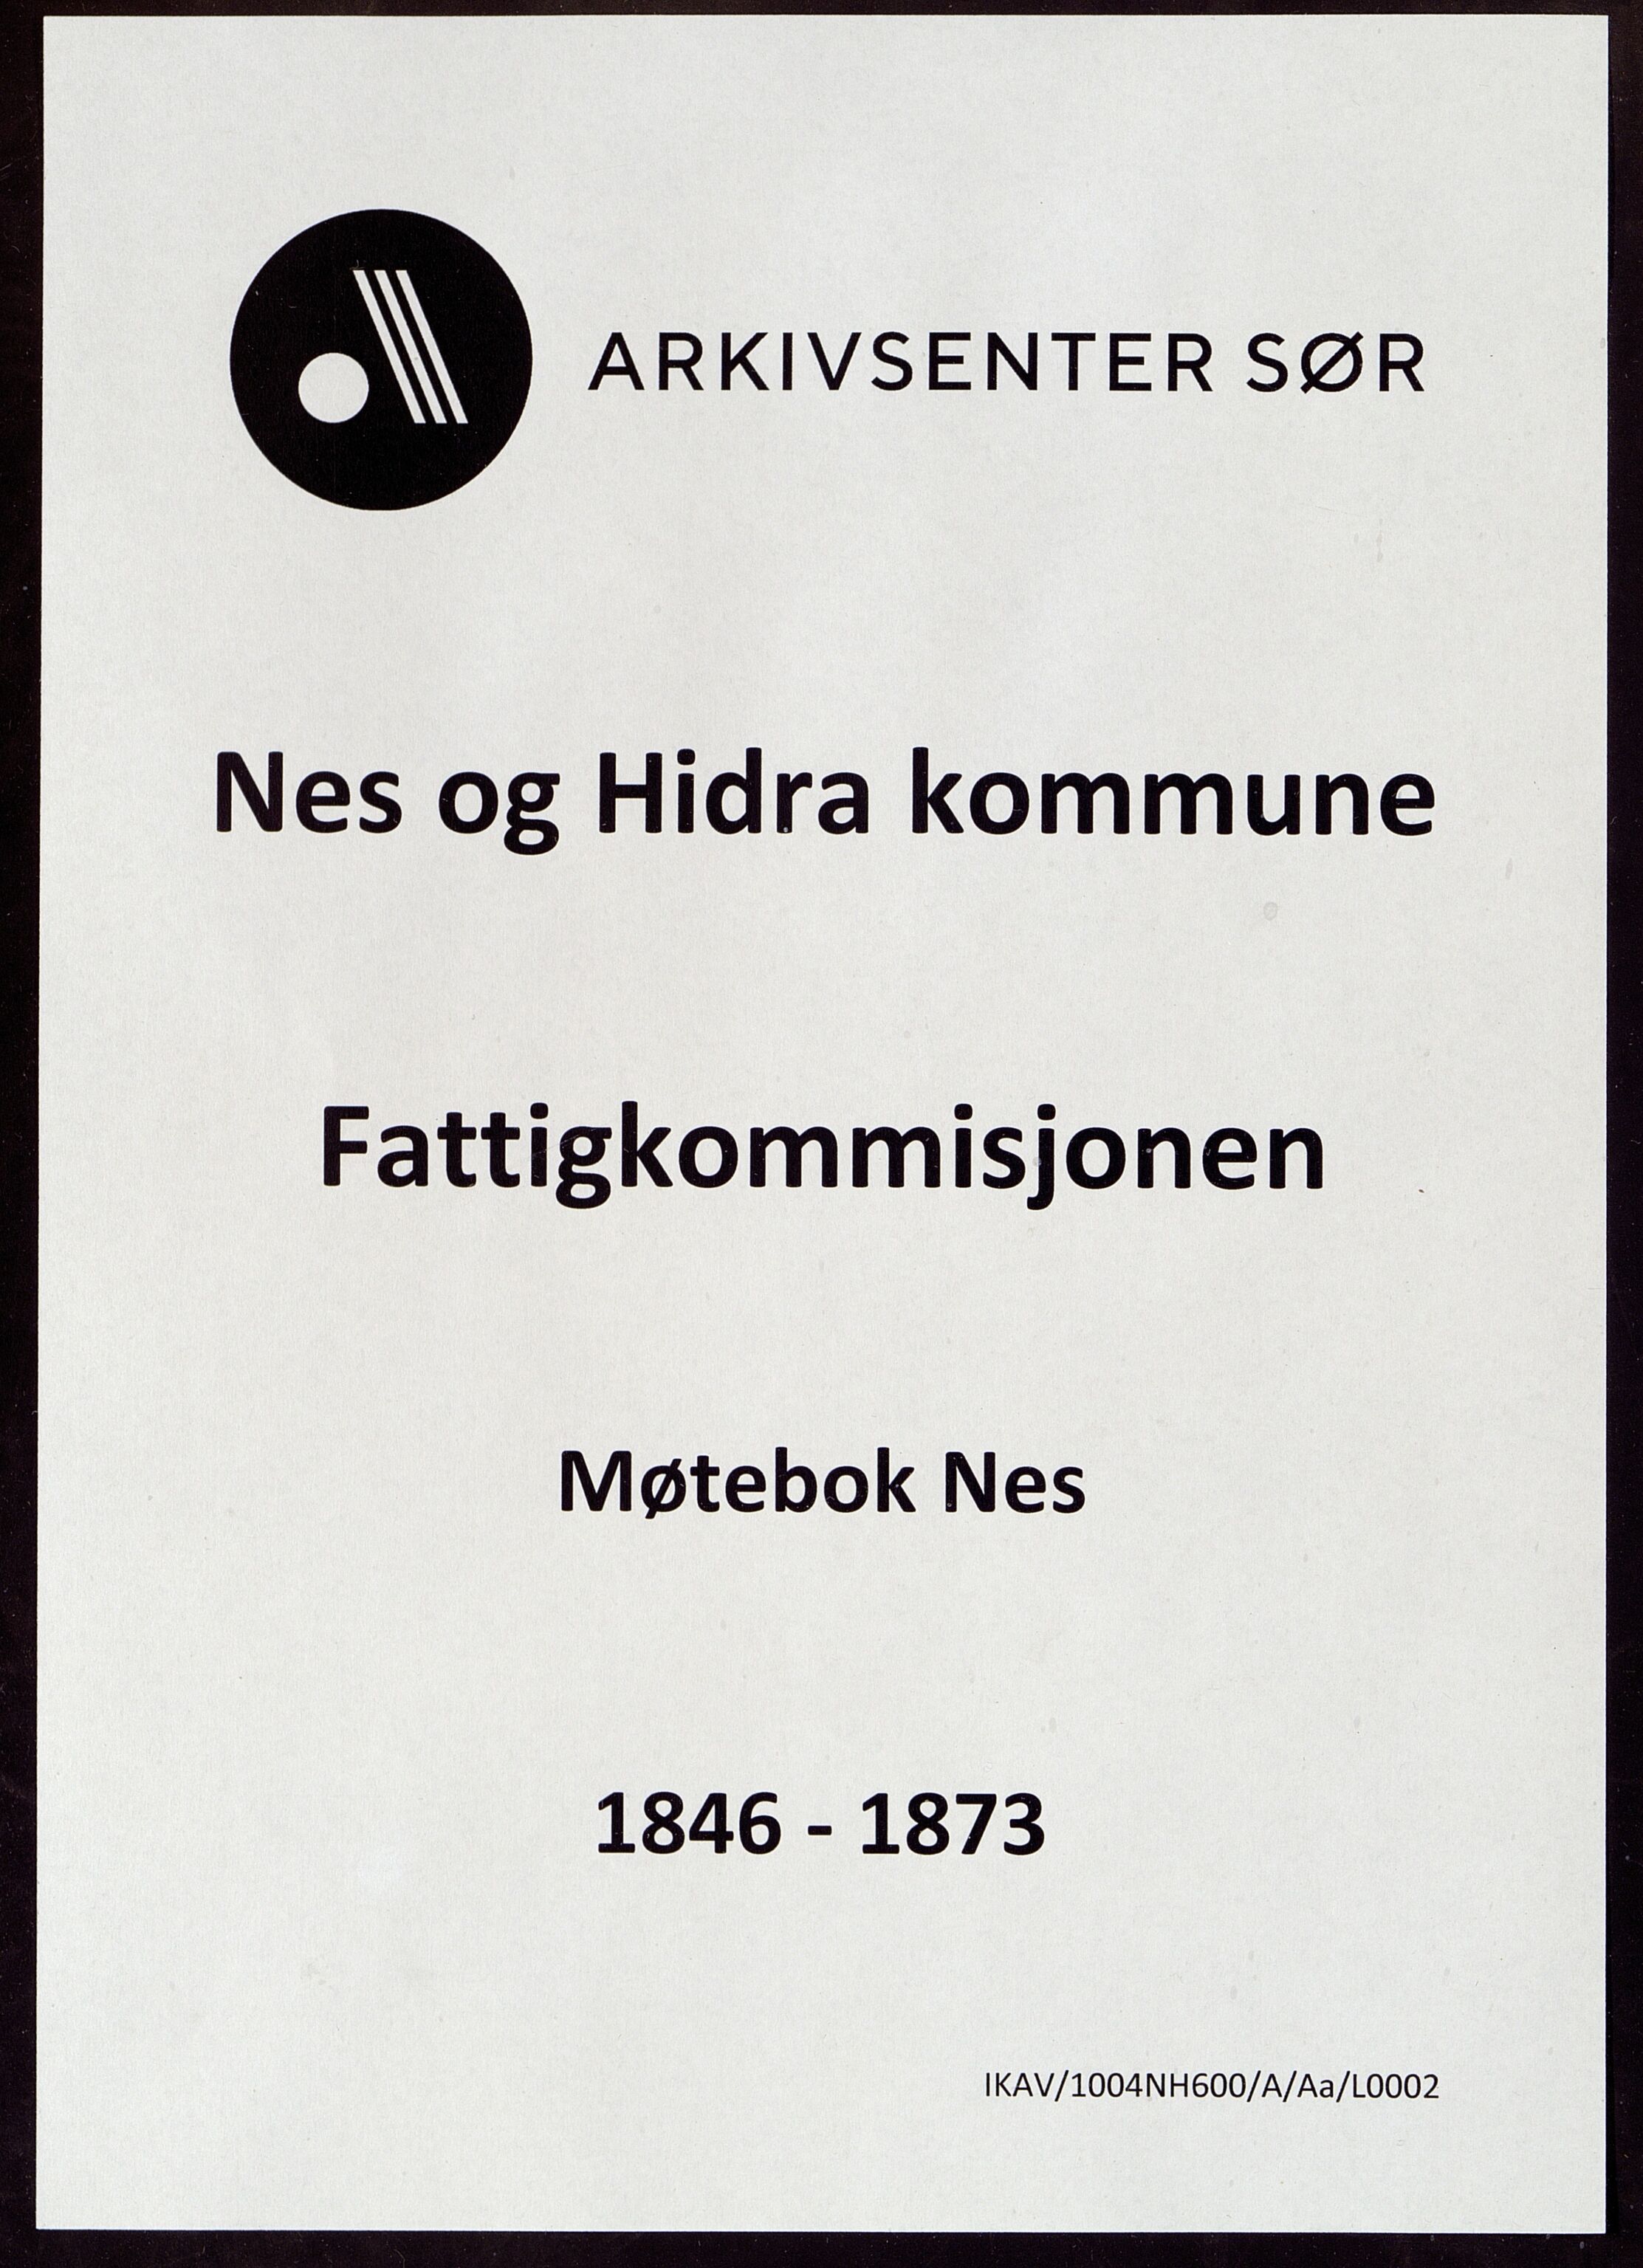 ARKIVSENTER SØR
Nes og Hidra kommune
Fattigkommisjonen
Møtebok Nes
1846 - 1873
IKAV/1004NH600/A/Aa/L0002